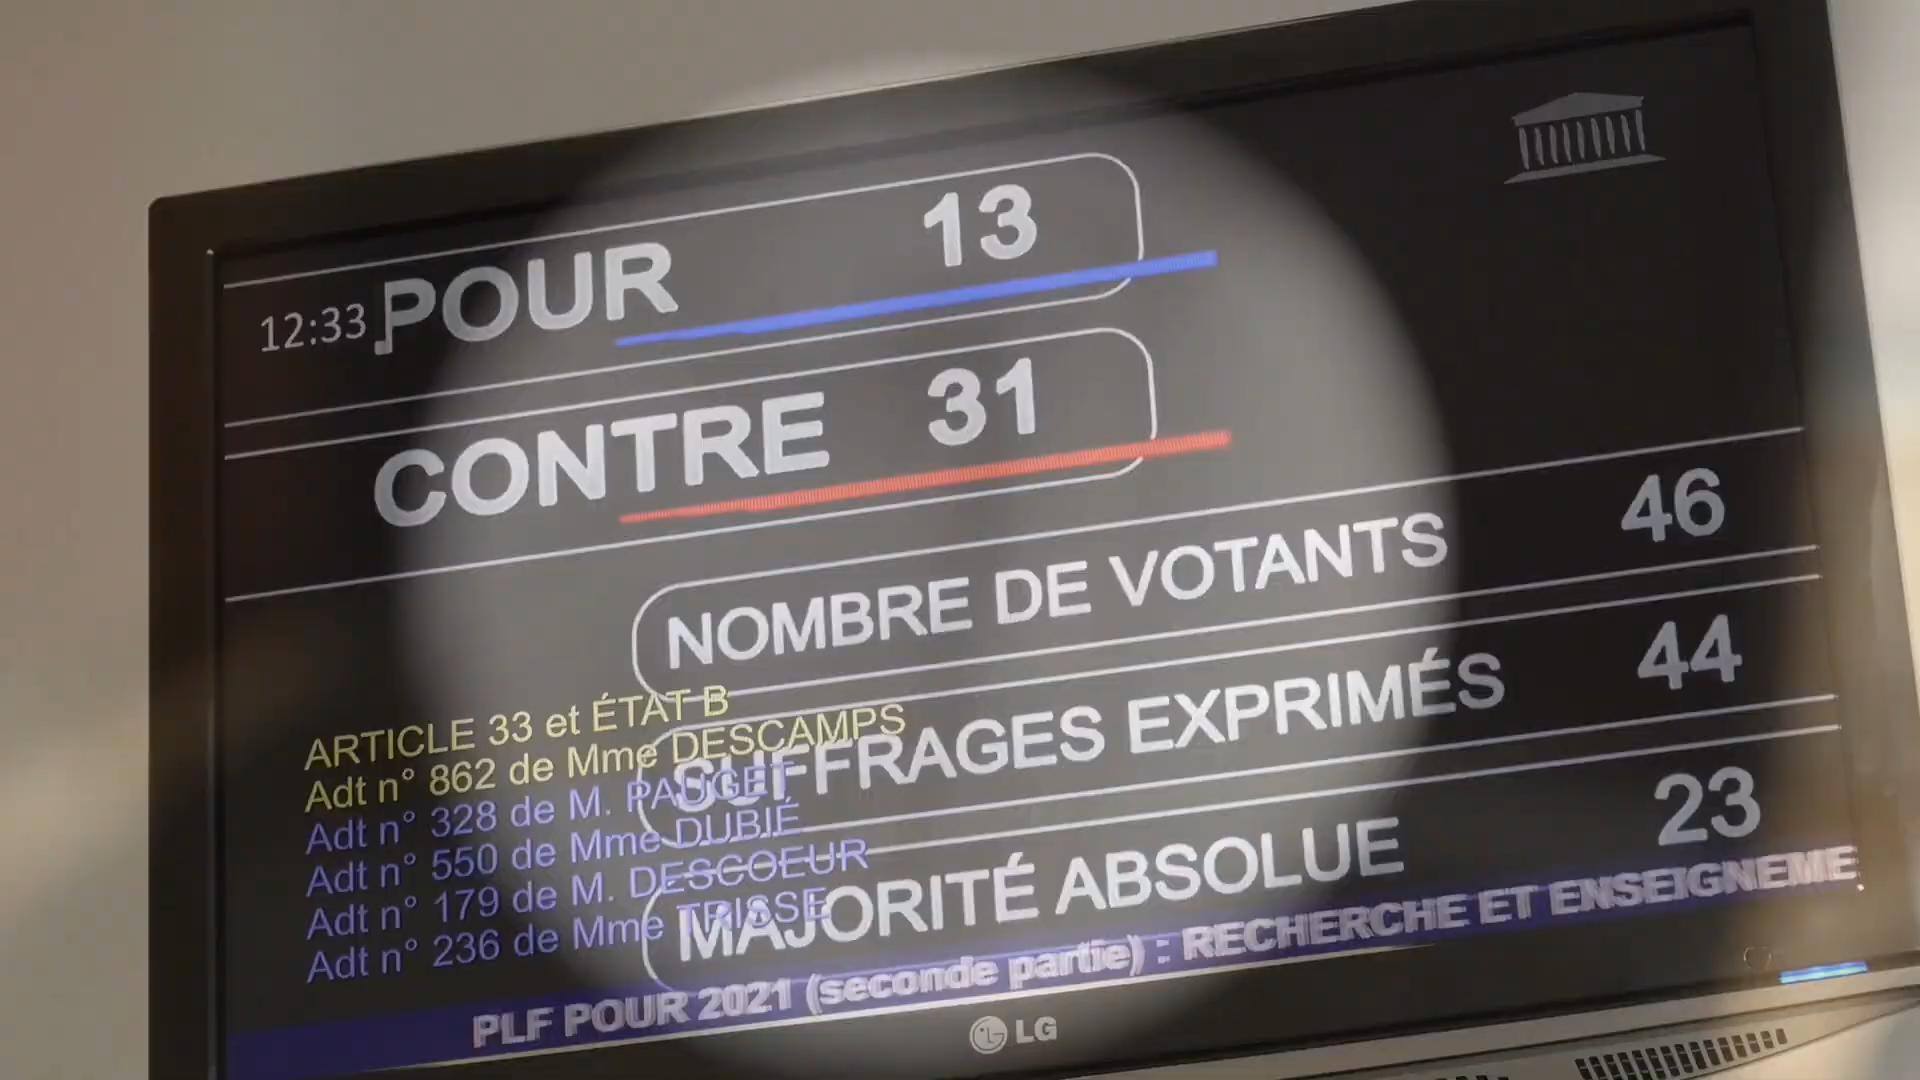 12:33
POUR 13
CONTRE 31
NOMBRE DE VOTANTS 46
SUFFRAGES EXPRIMÉS 44
MAJORITÉ ABSOLUE 23
ARTICLE 33 et ÉTAT B
Adt n° 862 de Mme DESCAMPS
Adt n° 328 de M. PAUGET
Adt n° 550 de Mme DUBIÉ
Adt n° 179 de M. DESCOEUR
Adt n° 236 de Mme TRISSE
PLF POUR 2021 (seconde partie) : RECHERCHE ET ENSEIGNEME
LG